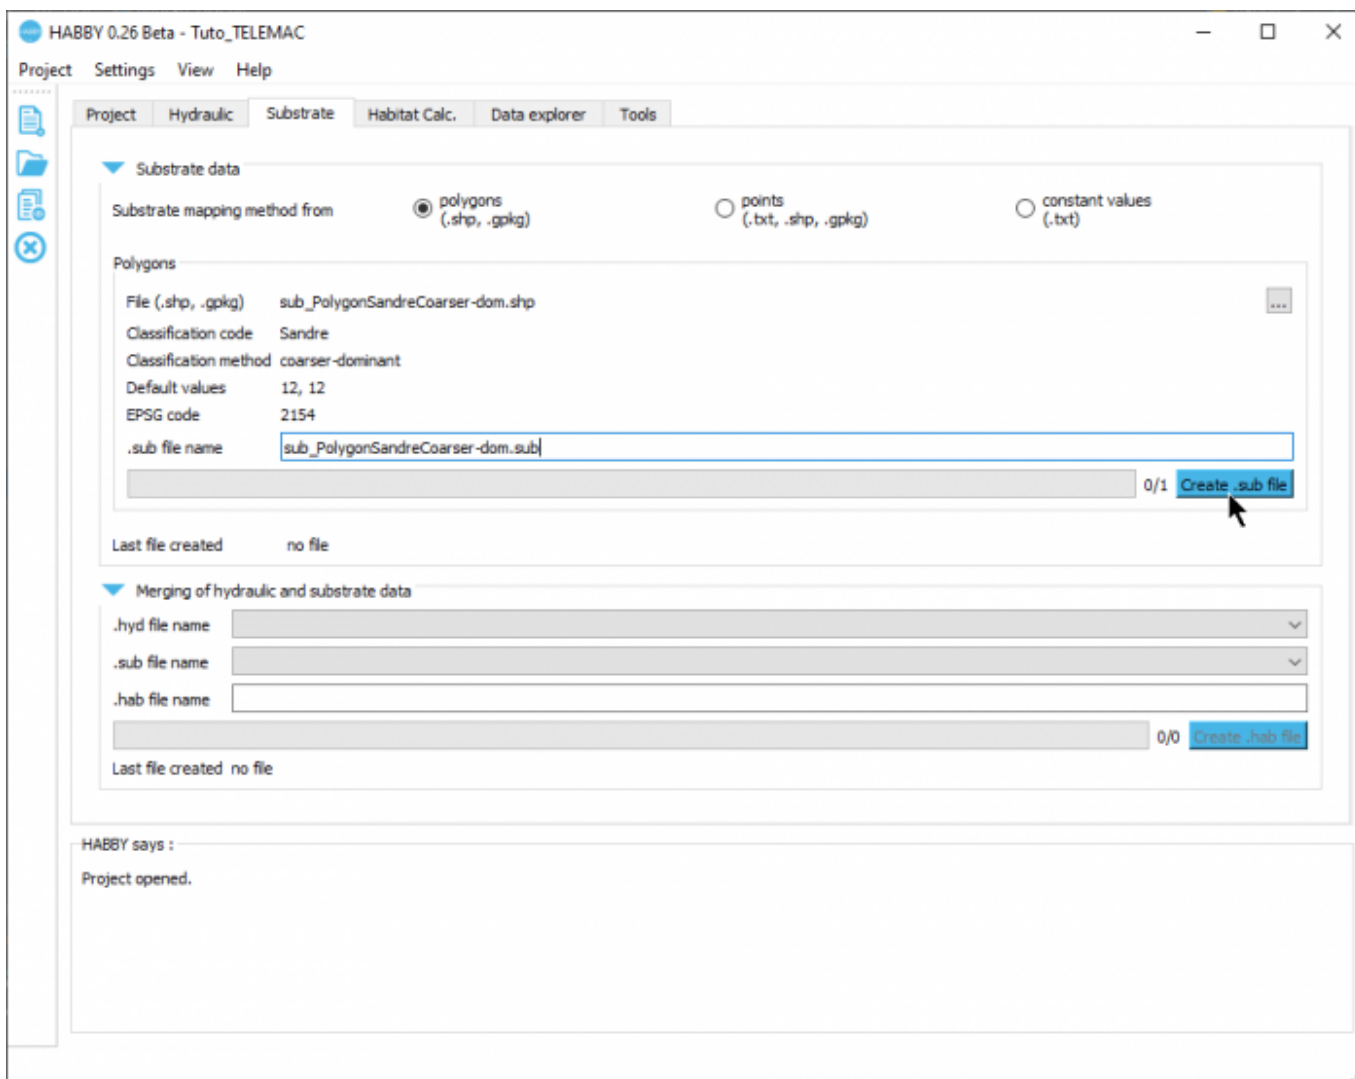 HABBY 0.26 Beta - Tuto_TELEMAC
Project Settings View Help
Project Hydraulic Substrate Habitat Calc. Data explorer Tools
Substrate data
Substrate mapping method from
polygons
(.shp, .gpkg)
points
(.txt, .shp, .gpkg)
constant values
(.txt)
Polygons
File (.shp, .gpkg) sub_PolygonSandreCoarser-dom.shp ...
Classification code Sandre
Classification method coarser-dominant
Default values 12, 12
EPSG code 2154
.sub file name sub_PolygonSandreCoarser-dom.sub
0/1 Create .sub file
Last file created no file
Merging of hydraulic and substrate data
.hyd file name
.sub file name
.hab file name
0/0 Create .hab file
Last file created no file
HABBY says :
Project opened.